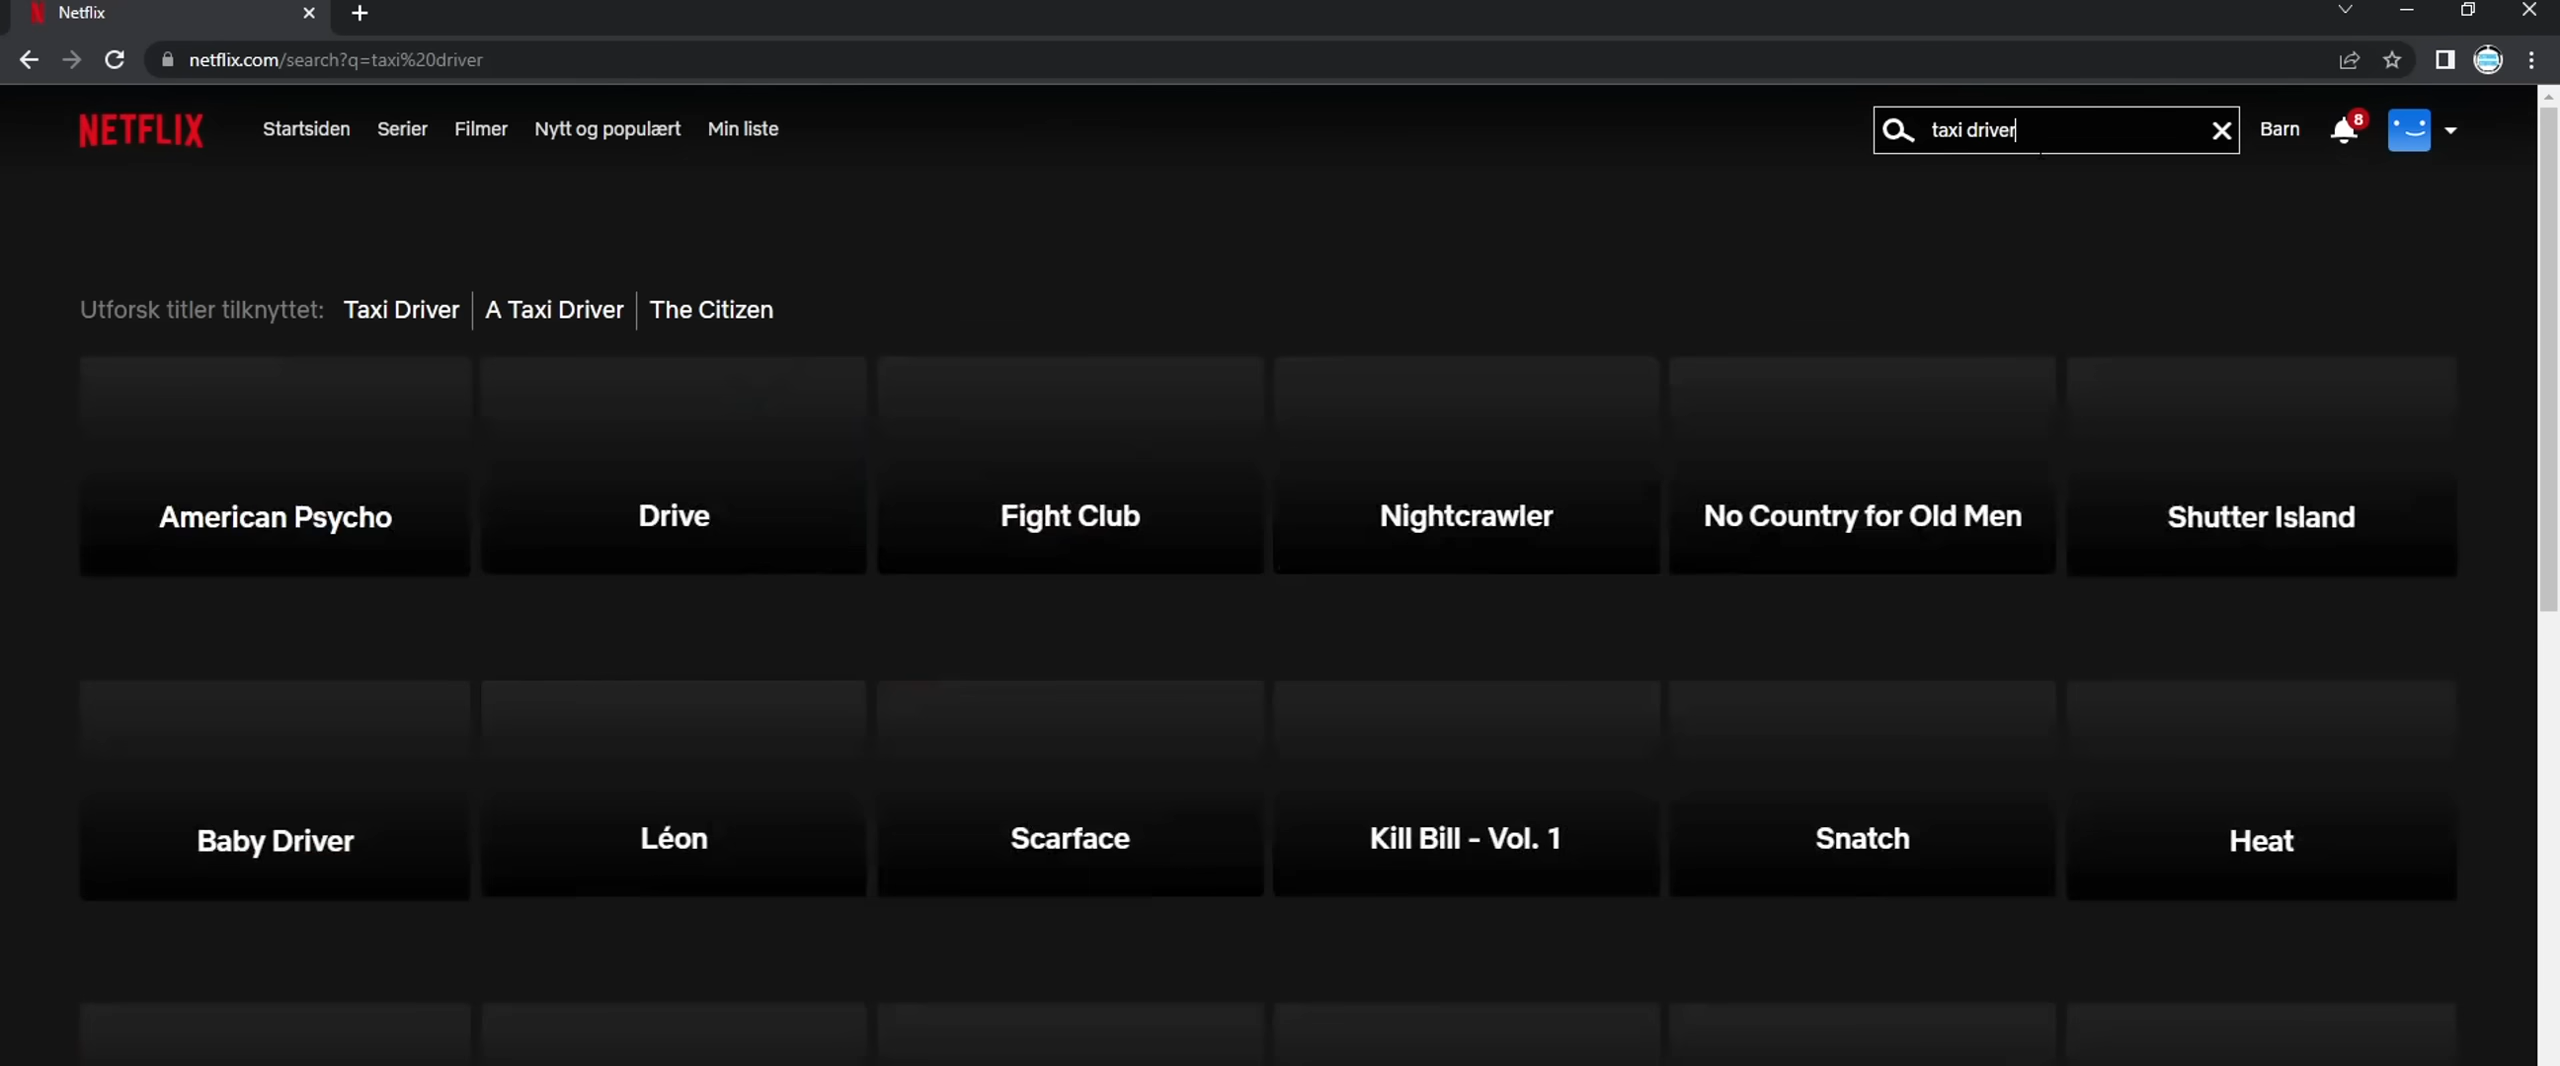 Netflix
netflix.com/search?q=taxi%20driver
NETFLIX Startsiden Serier Filmer Nytt og populært Min liste taxi driver Barn 8
Utforsk titler tilknyttet: Taxi Driver A Taxi Driver The Citizen
American Psycho Drive Fight Club Nightcrawler No Country for Old Men Shutter Island
Baby Driver Léon Scarface Kill Bill - Vol. 1 Snatch Heat